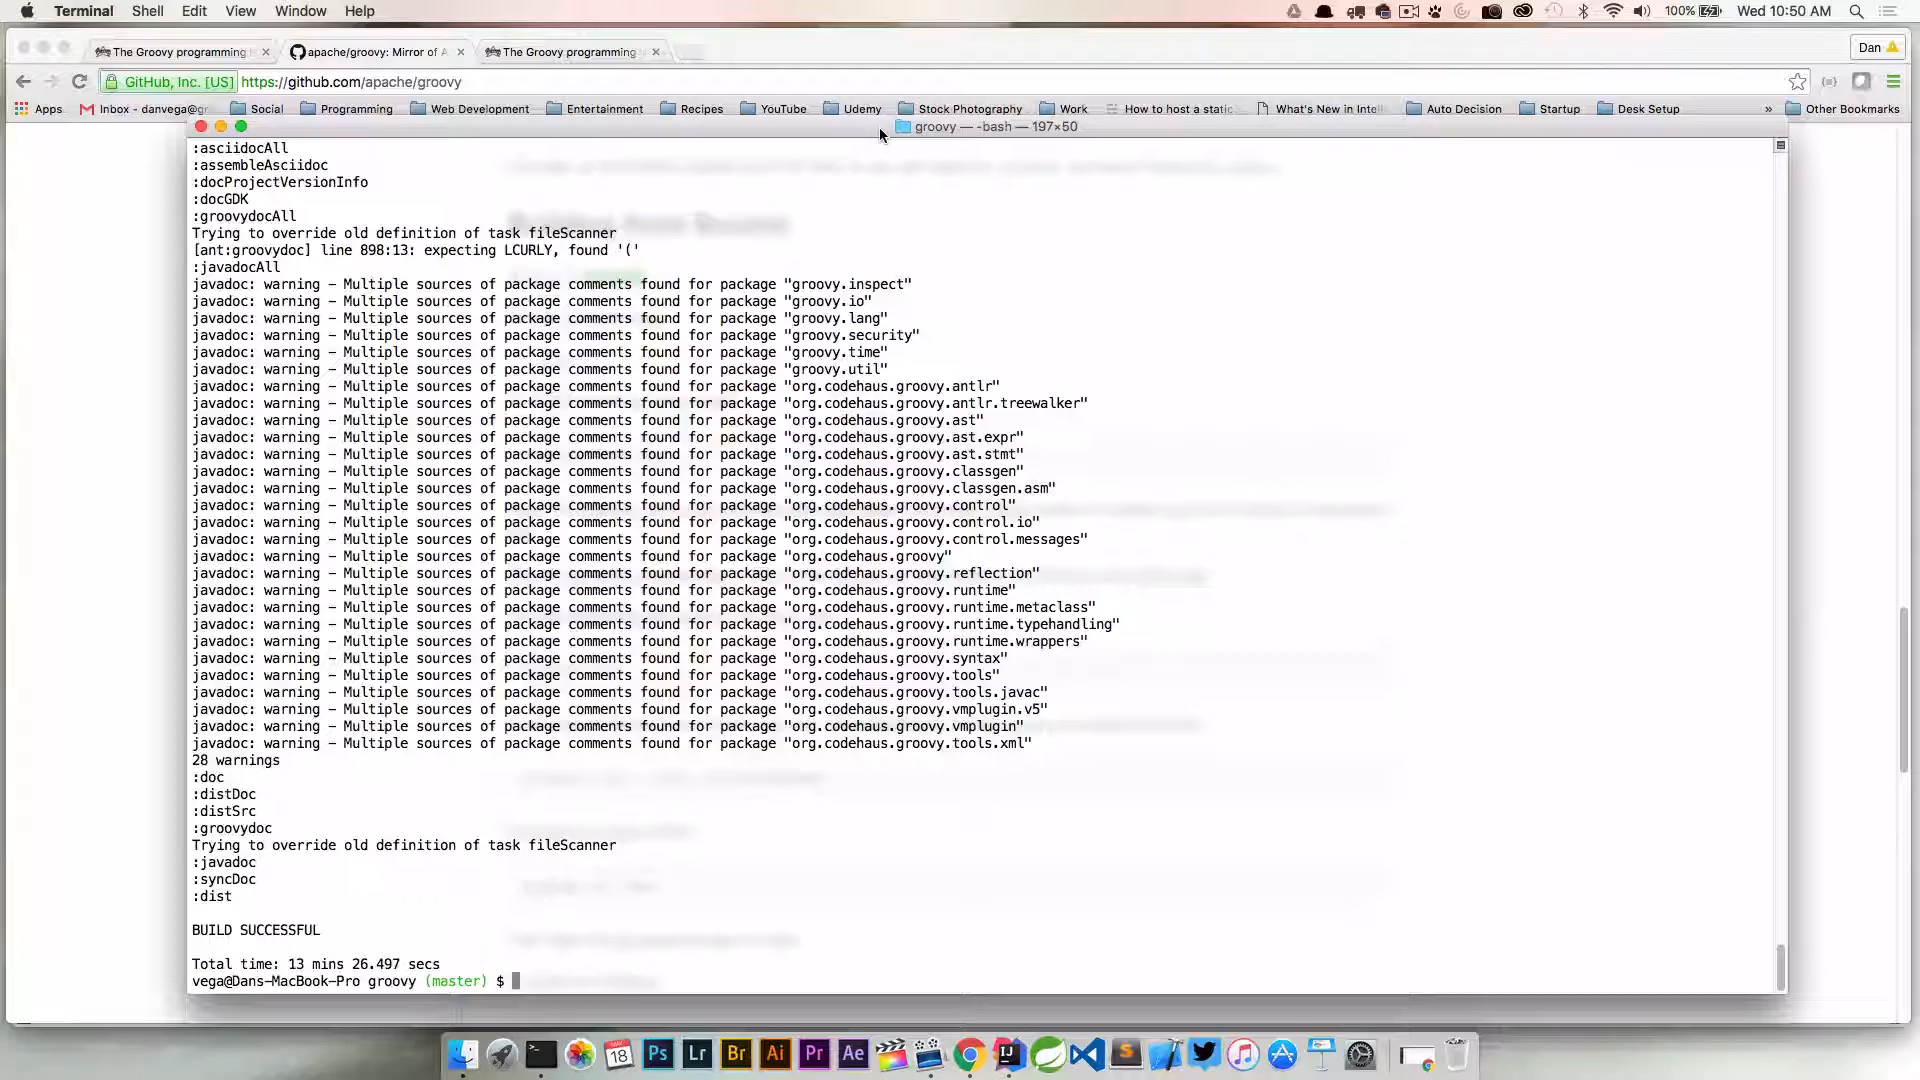 Terminal Shell Edit View Window Help 100% Wed 10:50 AM
The Groovy programming apache/groovy: Mirror of A The Groovy programming Dan
GitHub, Inc. [US] https://github.com/apache/groovy
Apps Inbox - danvega@gr Social Programming Web Development Entertainment Recipes YouTube Udemy Stock Photography Work How to host a static What's New in Intell Auto Decision Startup Desk Setup » Other Bookmarks
groovy — -bash — 197×50
:asciidocAll
:assembleAsciidoc
:docProjectVersionInfo
:docGDK
:groovydocAll
Trying to override old definition of task fileScanner
[ant:groovydoc] line 898:13: expecting LCURLY, found '('
:javadocAll
javadoc: warning - Multiple sources of package comments found for package "groovy.inspect"
javadoc: warning - Multiple sources of package comments found for package "groovy.io"
javadoc: warning - Multiple sources of package comments found for package "groovy.lang"
javadoc: warning - Multiple sources of package comments found for package "groovy.security"
javadoc: warning - Multiple sources of package comments found for package "groovy.time"
javadoc: warning - Multiple sources of package comments found for package "groovy.util"
javadoc: warning - Multiple sources of package comments found for package "org.codehaus.groovy.antlr"
javadoc: warning - Multiple sources of package comments found for package "org.codehaus.groovy.antlr.treewalker"
javadoc: warning - Multiple sources of package comments found for package "org.codehaus.groovy.ast"
javadoc: warning - Multiple sources of package comments found for package "org.codehaus.groovy.ast.expr"
javadoc: warning - Multiple sources of package comments found for package "org.codehaus.groovy.ast.stmt"
javadoc: warning - Multiple sources of package comments found for package "org.codehaus.groovy.classgen"
javadoc: warning - Multiple sources of package comments found for package "org.codehaus.groovy.classgen.asm"
javadoc: warning - Multiple sources of package comments found for package "org.codehaus.groovy.control"
javadoc: warning - Multiple sources of package comments found for package "org.codehaus.groovy.control.io"
javadoc: warning - Multiple sources of package comments found for package "org.codehaus.groovy.control.messages"
javadoc: warning - Multiple sources of package comments found for package "org.codehaus.groovy"
javadoc: warning - Multiple sources of package comments found for package "org.codehaus.groovy.reflection"
javadoc: warning - Multiple sources of package comments found for package "org.codehaus.groovy.runtime"
javadoc: warning - Multiple sources of package comments found for package "org.codehaus.groovy.runtime.metaclass"
javadoc: warning - Multiple sources of package comments found for package "org.codehaus.groovy.runtime.typehandling"
javadoc: warning - Multiple sources of package comments found for package "org.codehaus.groovy.runtime.wrappers"
javadoc: warning - Multiple sources of package comments found for package "org.codehaus.groovy.syntax"
javadoc: warning - Multiple sources of package comments found for package "org.codehaus.groovy.tools"
javadoc: warning - Multiple sources of package comments found for package "org.codehaus.groovy.tools.javac"
javadoc: warning - Multiple sources of package comments found for package "org.codehaus.groovy.vmplugin.v5"
javadoc: warning - Multiple sources of package comments found for package "org.codehaus.groovy.vmplugin"
javadoc: warning - Multiple sources of package comments found for package "org.codehaus.groovy.tools.xml"
28 warnings
:doc
:distDoc
:distSrc
:groovydoc
Trying to override old definition of task fileScanner
:javadoc
:syncDoc
:dist
BUILD SUCCESSFUL
Total time: 13 mins 26.497 secs
vega@Dans-MacBook-Pro groovy (master) $
MAY 18 Ps Lr Br Ai Pr Ae IJ S